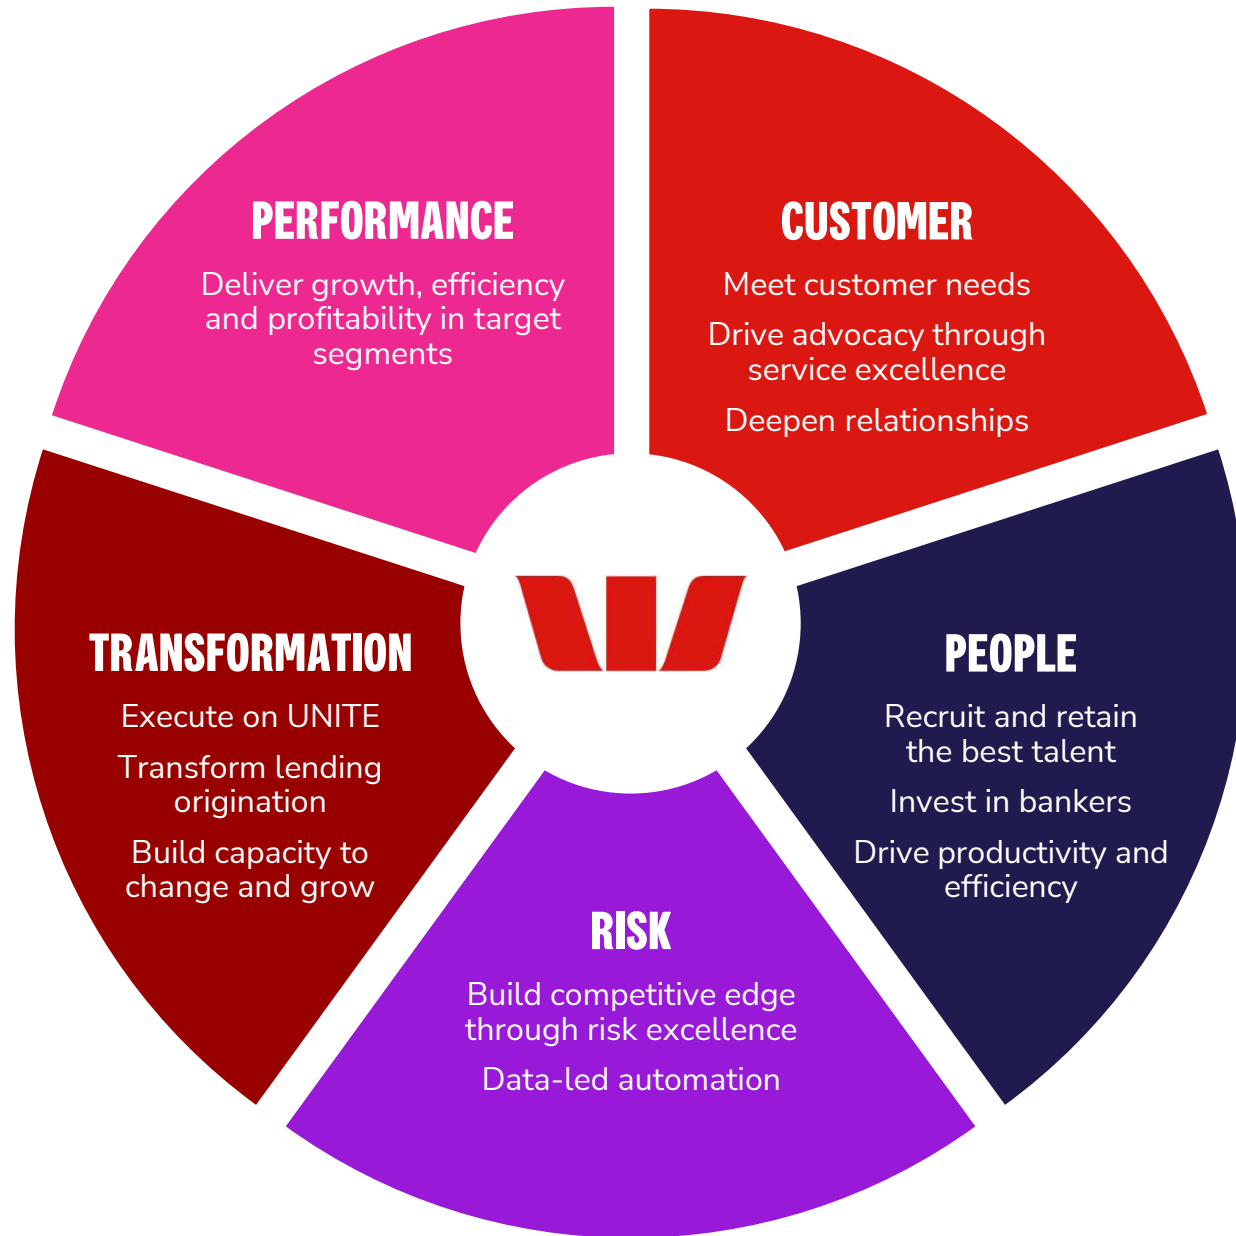 PERFORMANCE
Deliver growth, efficiency
and profitability in target
segments
CUSTOMER
Meet customer needs
Drive advocacy through
service excellence
Deepen relationships
TRANSFORMATION
Execute on UNITE
Transform lending
origination
Build capacity to
change and grow
PEOPLE
Recruit and retain
the best talent
Invest in bankers
Drive productivity and
efficiency
RISK
Build competitive edge
through risk excellence
Data-led automation